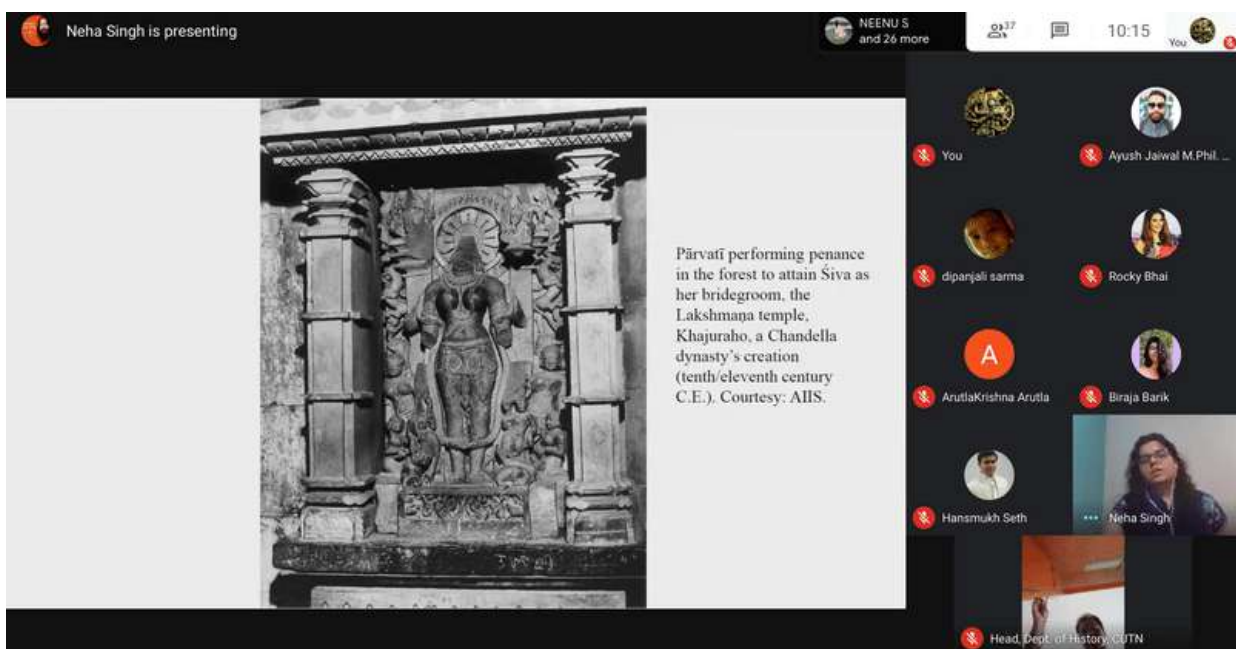 Neha Singh is presenting
NEENU S
and 26 more
37
10:15
You
You
Ayush Jaiwal M.Phil. ...
dipanjali sarma
Rocky Bhai
A
ArutlaKrishna Arutla
Biraja Barik
Hansmukh Seth
Neha Singh
Head, Dept. of History, CUTN
Pārvatī performing penance
in the forest to attain Śiva as
her bridegroom, the
Lakshmaṇa temple,
Khajuraho, a Chandella
dynasty's creation
(tenth/eleventh century
C.E.). Courtesy: AIIS.